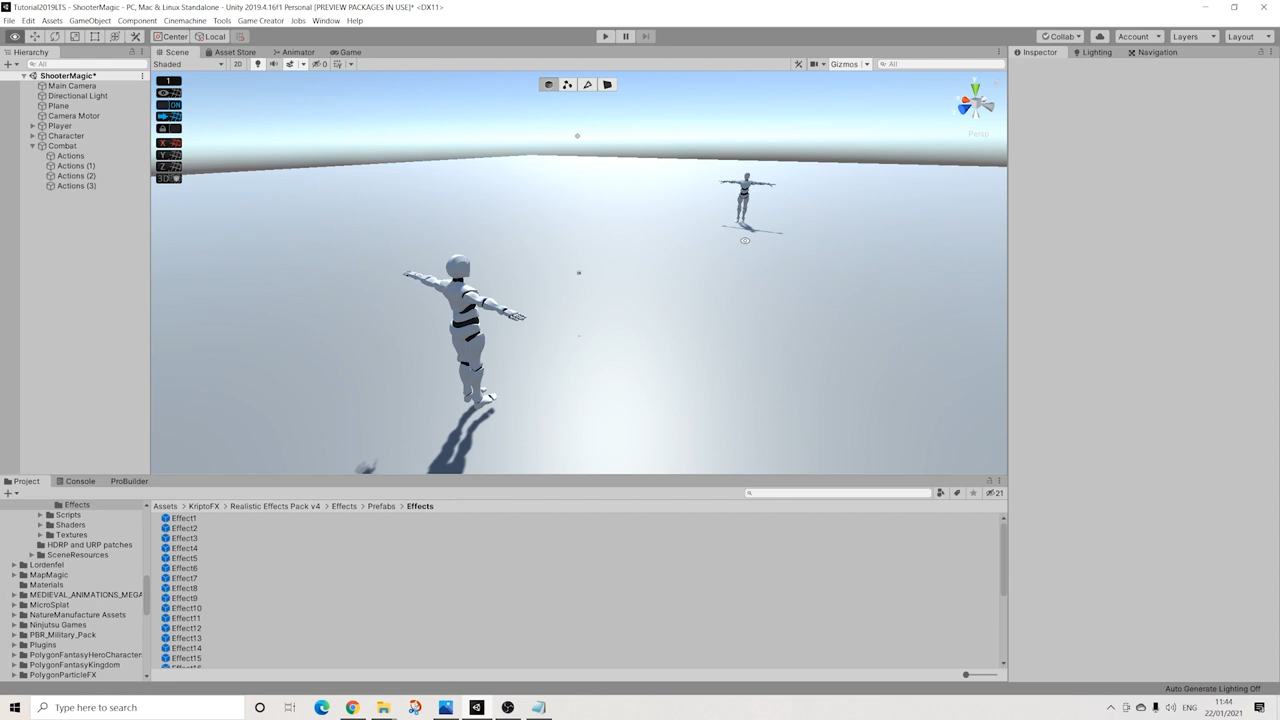 Tutorial2019LTS - ShooterMagic - PC, Mac & Linux Standalone - Unity 2019.4.16f1 Personal [PREVIEW PACKAGES IN USE]* <DX11>
File Edit Assets GameObject Component Cinemachine Tools Game Creator Jobs Window Help
Center Local Collab Account Layers Layout
Hierarchy Scene Asset Store Animator Game Inspector Lighting Navigation
All Shaded 2D 0 Gizmos All
ShooterMagic*
Main Camera
Directional Light
Plane
Camera Motor
Player
Character
Combat
Actions
Actions (1)
Actions (2)
Actions (3)
1
ON
X
Y
Z
3D
Y
Persp
Project Console ProBuilder
21
Effects
Scripts
Shaders
Textures
HDRP and URP patches
SceneResources
Lordenfel
MapMagic
Materials
MEDIEVAL_ANIMATIONS_MEGA
MicroSplat
NatureManufacture Assets
Ninjutsu Games
PBR_Military_Pack
Plugins
PolygonFantasyHeroCharacter
PolygonFantasyKingdom
PolygonParticleFX
Assets > KriptoFX > Realistic Effects Pack v4 > Effects > Prefabs > Effects
Effect1
Effect2
Effect3
Effect4
Effect5
Effect6
Effect7
Effect8
Effect9
Effect10
Effect11
Effect12
Effect13
Effect14
Effect15
Auto Generate Lighting Off
Type here to search
ENG
11:44
22/01/2021